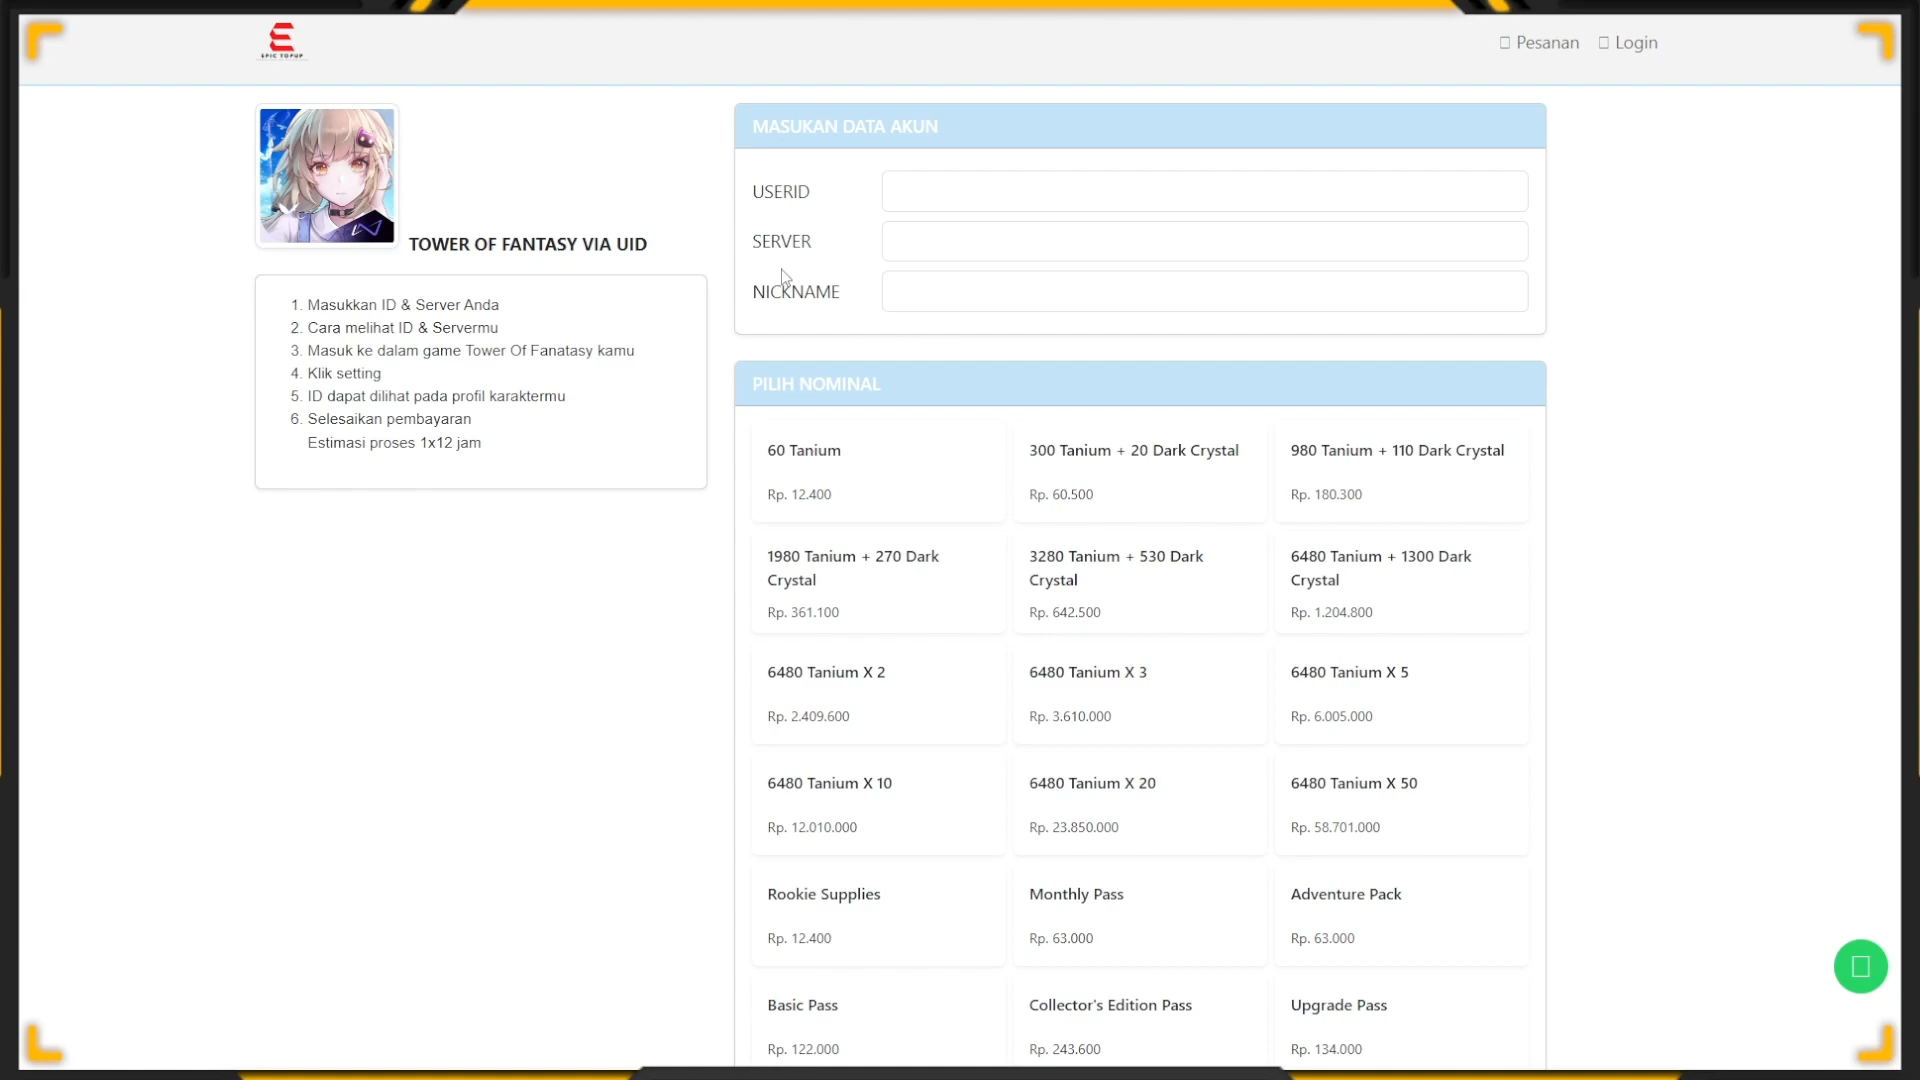 EPIC TOPUP
Pesanan
Login
TOWER OF FANTASY VIA UID
1. Masukkan ID & Server Anda
2. Cara melihat ID & Servermu
3. Masuk ke dalam game Tower Of Fanatasy kamu
4. Klik setting
5. ID dapat dilihat pada profil karaktermu
6. Selesaikan pembayaran
Estimasi proses 1x12 jam
MASUKAN DATA AKUN
USERID
SERVER
NICKNAME
PILIH NOMINAL
60 Tanium
Rp. 12.400
300 Tanium + 20 Dark Crystal
Rp. 60.500
980 Tanium + 110 Dark Crystal
Rp. 180.300
1980 Tanium + 270 Dark
Crystal
Rp. 361.100
3280 Tanium + 530 Dark
Crystal
Rp. 642.500
6480 Tanium + 1300 Dark
Crystal
Rp. 1.204.800
6480 Tanium X 2
Rp. 2.409.600
6480 Tanium X 3
Rp. 3.610.000
6480 Tanium X 5
Rp. 6.005.000
6480 Tanium X 10
Rp. 12.010.000
6480 Tanium X 20
Rp. 23.850.000
6480 Tanium X 50
Rp. 58.701.000
Rookie Supplies
Rp. 12.400
Monthly Pass
Rp. 63.000
Adventure Pack
Rp. 63.000
Basic Pass
Rp. 122.000
Collector's Edition Pass
Rp. 243.600
Upgrade Pass
Rp. 134.000